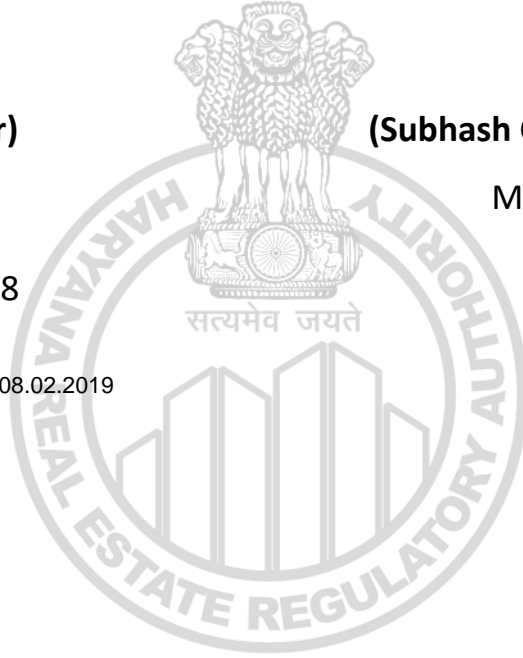 r) (Subhash
M
8
सत्यमेव जयते
08.02.2019
HARYANA REAL ESTATE REGULATORY AUTHORITY